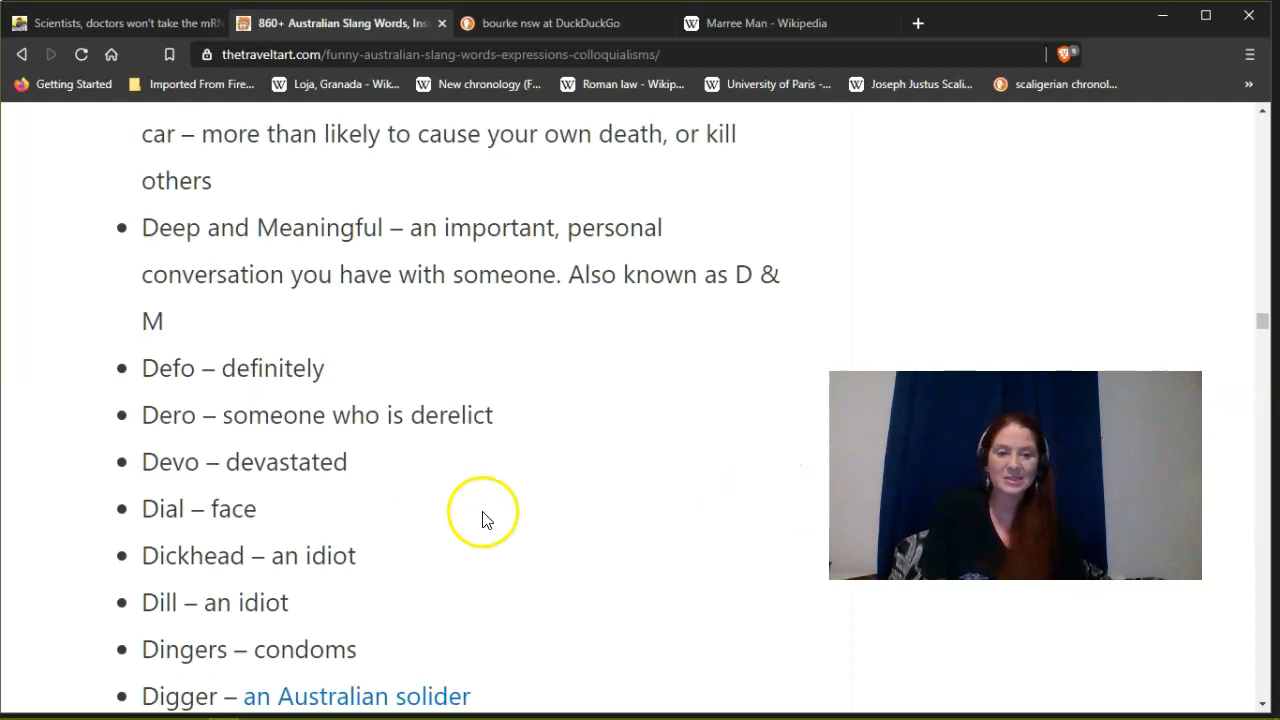 Scientists, doctors won't take the mRN
860+ Australian Slang Words, Ins
bourke nsw at DuckDuckGo
Marree Man - Wikipedia
thetraveltart.com/funny-australian-slang-words-expressions-colloquialisms/
9
Getting Started
Imported From Fire...
Loja, Granada - Wik...
New chronology (F...
Roman law - Wikip...
University of Paris -...
Joseph Justus Scali...
scaligerian chronol...
car – more than likely to cause your own death, or kill
others
• Deep and Meaningful – an important, personal
conversation you have with someone. Also known as D &
M
• Defo – definitely
• Dero – someone who is derelict
• Devo – devastated
• Dial – face
• Dickhead – an idiot
• Dill – an idiot
• Dingers – condoms
• Digger – an Australian solider